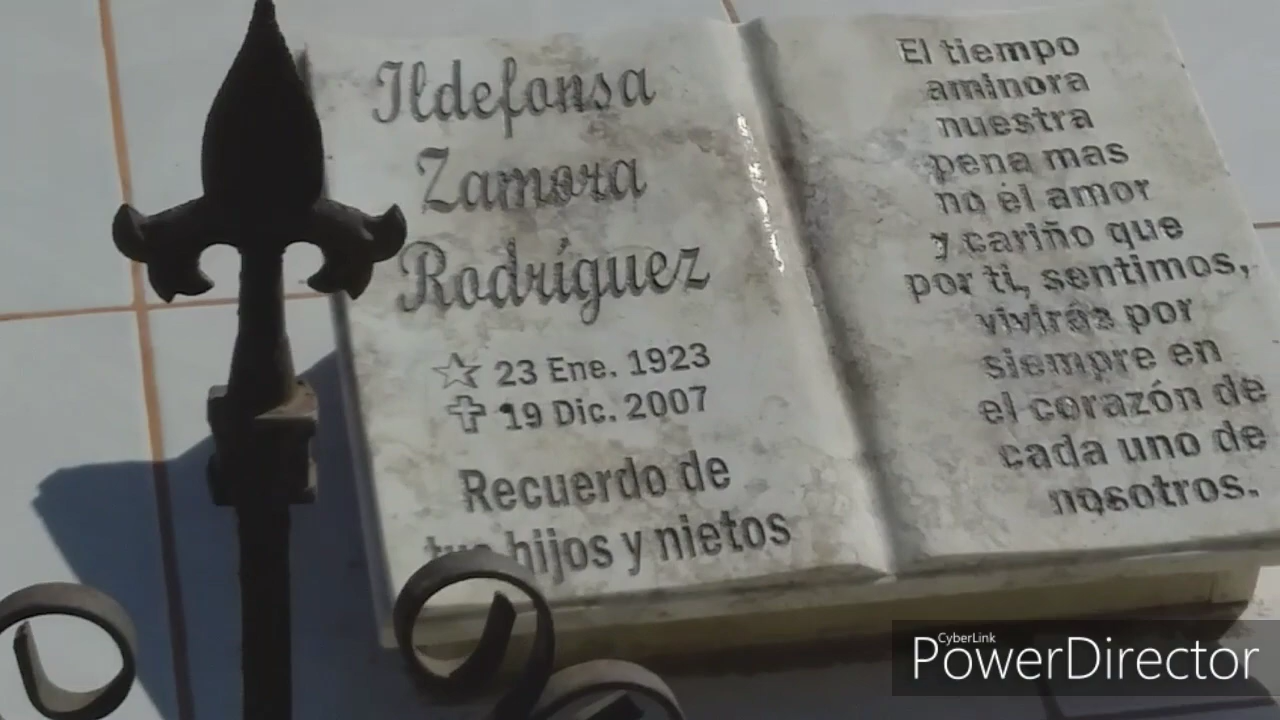 Ildefonsa
Zamora
Rodríguez
23 Ene. 1923
19 Dic. 2007
Recuerdo de
tus hijos y nietos
El tiempo
aminora
nuestra
pena mas
no el amor
y cariño que
por ti, sentimos,
vivirás por
siempre en
el corazón de
cada uno de
nosotros.
CyberLink
PowerDirector